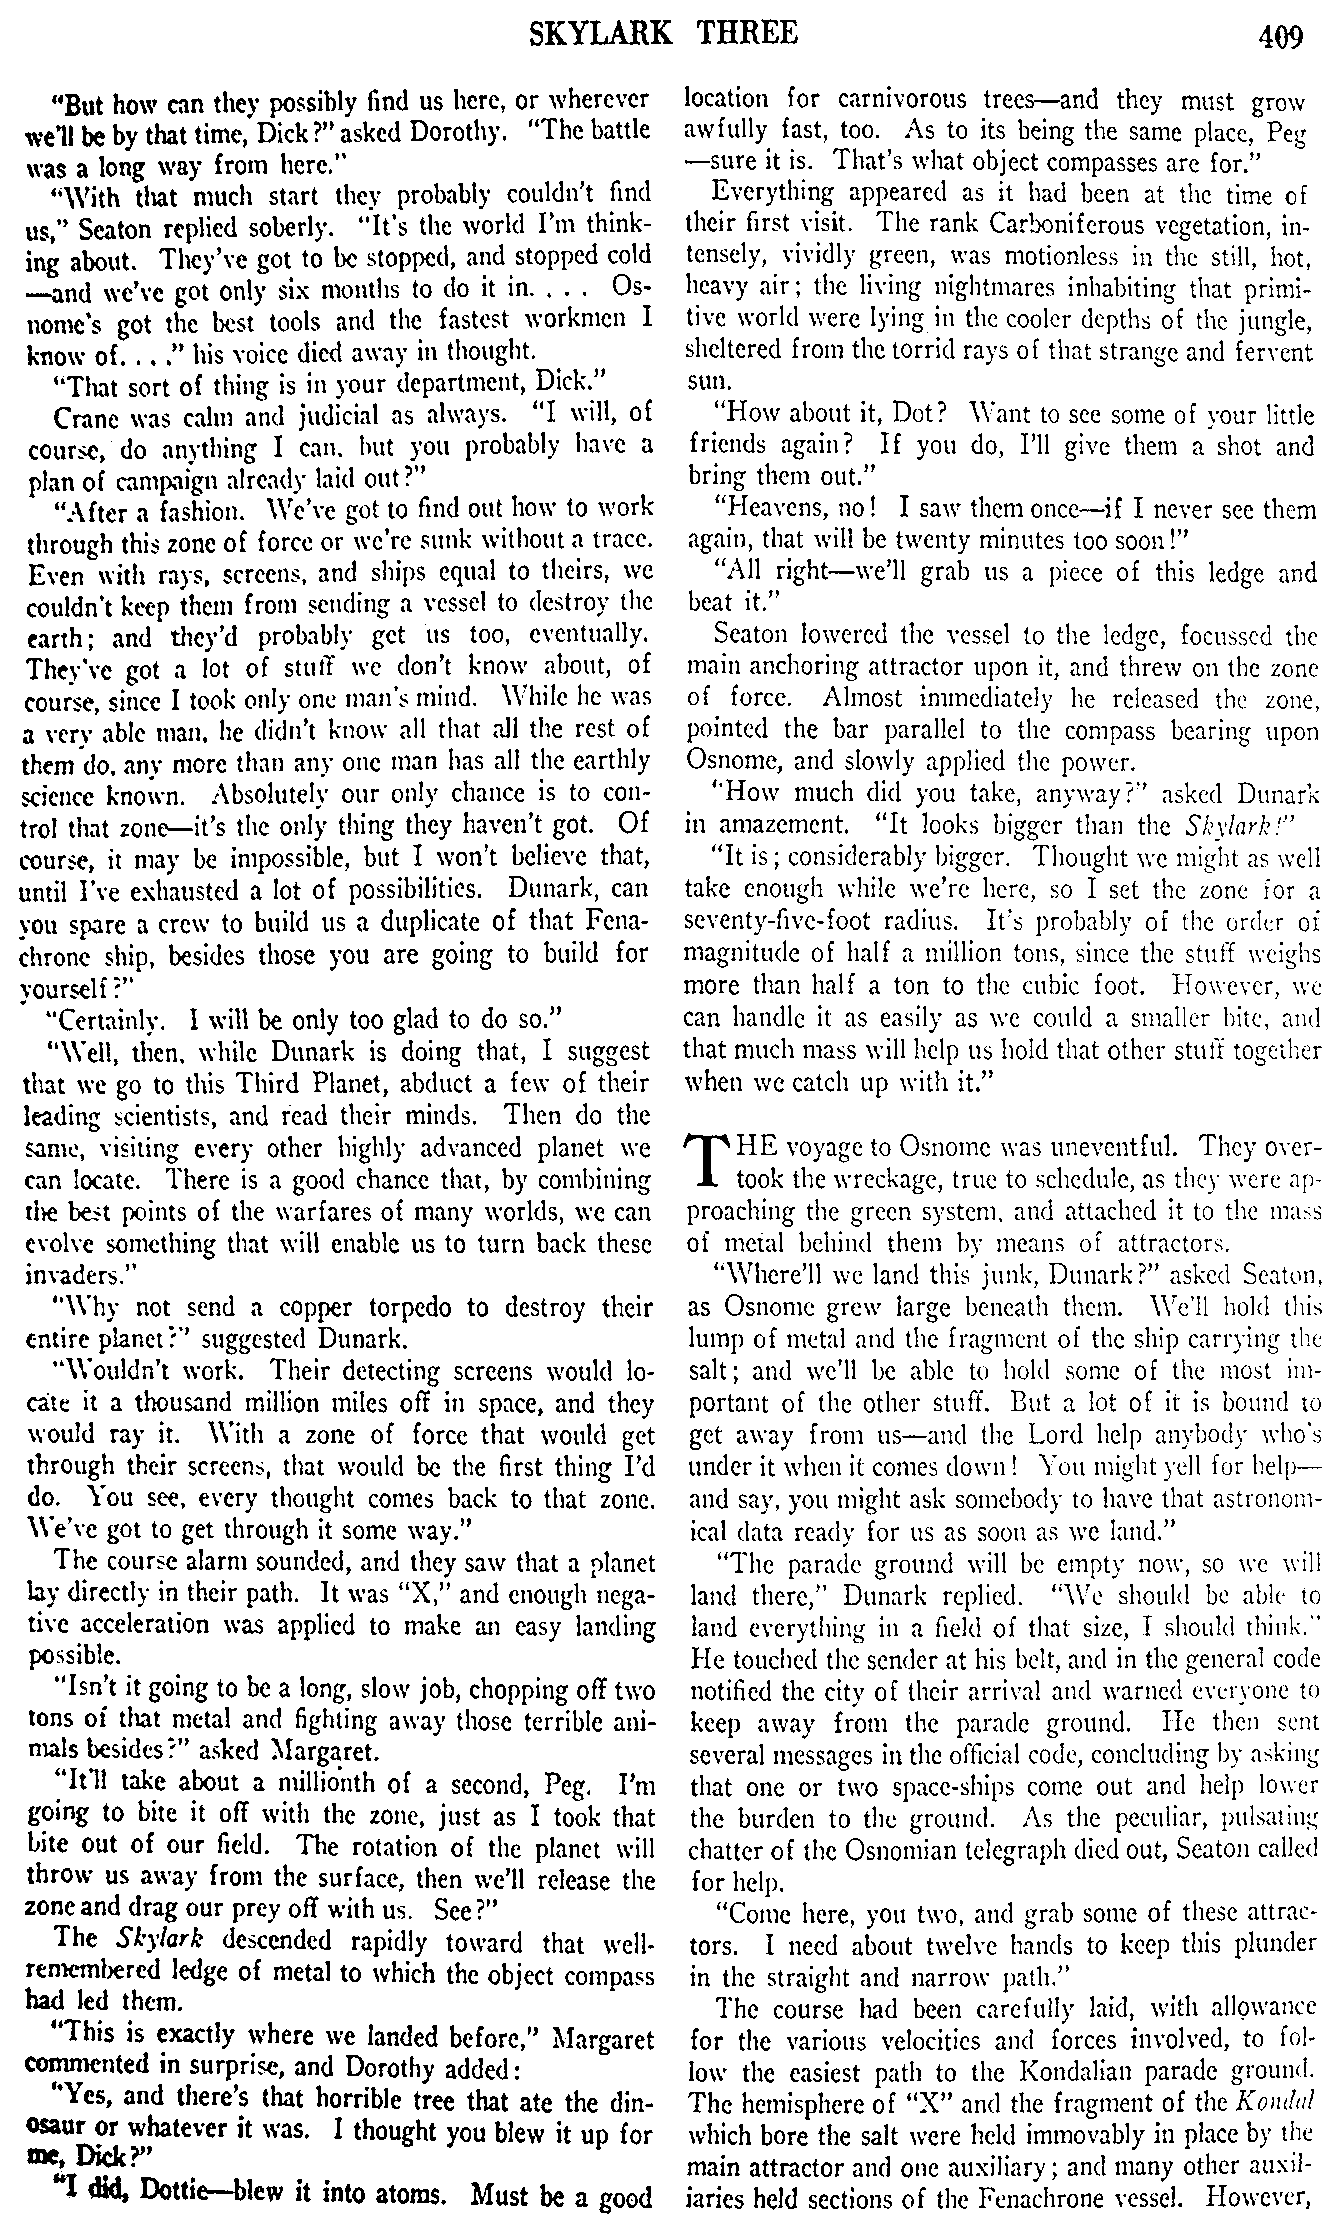 SKYLARK THREE
409
"But how can they possibly find us here, or wherever
we'll be by that time, Dick?" asked Dorothy. "The battle
was a long way from here."
"With that much start they probably couldn't find
us," Seaton replied soberly. "It's the world I'm think-
ing about. They've got to be stopped, and stopped cold
—and we've got only six months to do it in. . . . Os-
nome's got the best tools and the fastest workmen I
know of. . . ." his voice died away in thought.
"That sort of thing is in your department, Dick."
Crane was calm and judicial as always. "I will, of
course, do anything I can, but you probably have a
plan of campaign already laid out?"
"After a fashion. We've got to find out how to work
through this zone of force or we're sunk without a trace.
Even with rays, screens, and ships equal to theirs, we
couldn't keep them from sending a vessel to destroy the
earth; and they'd probably get us too, eventually.
They've got a lot of stuff we don't know about, of
course, since I took only one man's mind. While he was
a very able man, he didn't know all that all the rest of
them do, any more than any one man has all the earthly
science known. Absolutely our only chance is to con-
trol that zone—it's the only thing they haven't got. Of
course, it may be impossible, but I won't believe that,
until I've exhausted a lot of possibilities. Dunark, can
you spare a crew to build us a duplicate of that Fena-
chrone ship, besides those you are going to build for
yourself?"
"Certainly. I will be only too glad to do so."
"Well, then, while Dunark is doing that, I suggest
that we go to this Third Planet, abduct a few of their
leading scientists, and read their minds. Then do the
same, visiting every other highly advanced planet we
can locate. There is a good chance that, by combining
the best points of the warfares of many worlds, we can
evolve something that will enable us to turn back these
invaders."
"Why not send a copper torpedo to destroy their
entire planet?" suggested Dunark.
"Wouldn't work. Their detecting screens would lo-
cate it a thousand million miles off in space, and they
would ray it. With a zone of force that would get
through their screens, that would be the first thing I'd
do. You see, every thought comes back to that zone.
We've got to get through it some way."
The course alarm sounded, and they saw that a planet
lay directly in their path. It was "X," and enough nega-
tive acceleration was applied to make an easy landing
possible.
"Isn't it going to be a long, slow job, chopping off two
tons of that metal and fighting away those terrible ani-
mals besides?" asked Margaret.
"It'll take about a millionth of a second, Peg. I'm
going to bite it off with the zone, just as I took that
bite out of our field. The rotation of the planet will
throw us away from the surface, then we'll release the
zone and drag our prey off with us. See?"
The Skylark descended rapidly toward that well-
remembered ledge of metal to which the object compass
had led them.
"This is exactly where we landed before," Margaret
commented in surprise, and Dorothy added:
"Yes, and there's that horrible tree that ate the din-
osaur or whatever it was. I thought you blew it up for
me, Dick?"
"I did, Dottie—blew it into atoms. Must be a good
location for carnivorous trees—and they must grow
awfully fast, too. As to its being the same place, Peg
—sure it is. That's what object compasses are for."
Everything appeared as it had been at the time of
their first visit. The rank Carboniferous vegetation, in-
tensely, vividly green, was motionless in the still, hot,
heavy air; the living nightmares inhabiting that primi-
tive world were lying in the cooler depths of the jungle,
sheltered from the torrid rays of that strange and fervent
sun.
"How about it, Dot? Want to see some of your little
friends again? If you do, I'll give them a shot and
bring them out."
"Heavens, no! I saw them once—if I never see them
again, that will be twenty minutes too soon!"
"All right—we'll grab us a piece of this ledge and
beat it."
Seaton lowered the vessel to the ledge, focussed the
main anchoring attractor upon it, and threw on the zone
of force. Almost immediately he released the zone,
pointed the bar parallel to the compass bearing upon
Osnome, and slowly applied the power.
"How much did you take, anyway?" asked Dunark
in amazement. "It looks bigger than the Skylark!"
"It is; considerably bigger. Thought we might as well
take enough while we're here, so I set the zone for a
seventy-five-foot radius. It's probably of the order of
magnitude of half a million tons, since the stuff weighs
more than half a ton to the cubic foot. However, we
can handle it as easily as we could a smaller bite, and
that much mass will help us hold that other stuff together
when we catch up with it."
THE voyage to Osnome was uneventful. They over-
took the wreckage, true to schedule, as they were ap-
proaching the green system, and attached it to the mass
of metal behind them by means of attractors.
"Where'll we land this junk, Dunark?" asked Seaton,
as Osnome grew large beneath them. We'll hold this
lump of metal and the fragment of the ship carrying the
salt; and we'll be able to hold some of the most im-
portant of the other stuff. But a lot of it is bound to
get away from us—and the Lord help anybody who's
under it when it comes down! You might yell for help—
and say, you might ask somebody to have that astronom-
ical data ready for us as soon as we land."
"The parade ground will be empty now, so we will
land there," Dunark replied. "We should be able to
land everything in a field of that size, I should think."
He touched the sender at his belt, and in the general code
notified the city of their arrival and warned everyone to
keep away from the parade ground. He then sent
several messages in the official code, concluding by asking
that one or two space-ships come out and help lower
the burden to the ground. As the peculiar, pulsating
chatter of the Osnomian telegraph died out, Seaton called
for help.
"Come here, you two, and grab some of these attrac-
tors. I need about twelve hands to keep this plunder
in the straight and narrow path."
The course had been carefully laid, with allowance
for the various velocities and forces involved, to fol-
low the easiest path to the Kondalian parade ground.
The hemisphere of "X" and the fragment of the Kondal
which bore the salt were held immovably in place by the
main attractor and one auxiliary; and many other auxil-
iaries held sections of the Fenachrone vessel. However,